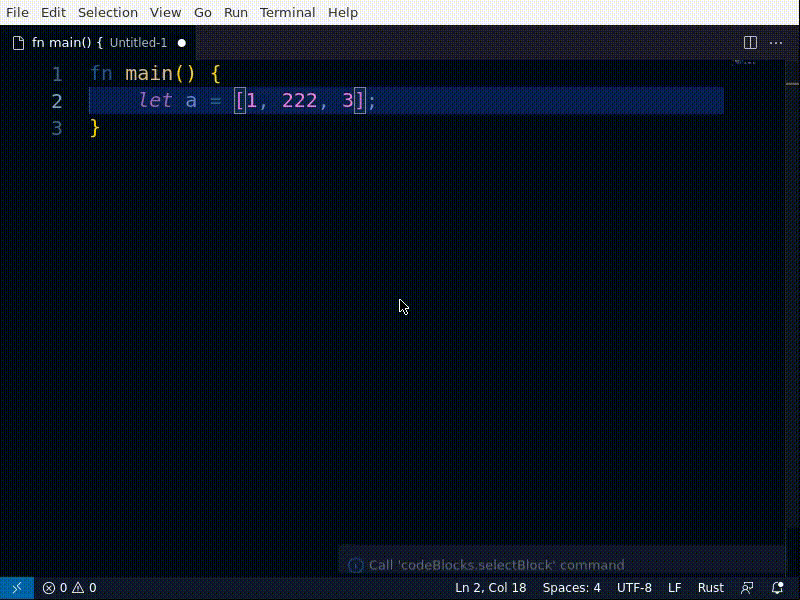 File Edit Selection View Go Run Terminal Help
fn main() { Untitled-1
1 fn main() {
2 let a = [1, 222, 3];
3 }
Call 'codeBlocks.selectBlock' command
0 0 Ln 2, Col 18 Spaces: 4 UTF-8 LF Rust